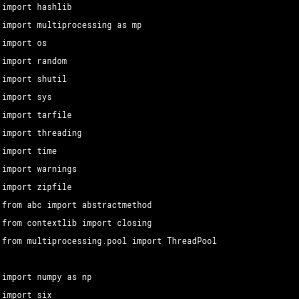 import hashlib
import multiprocessing as mp
import os
import random
import shutil
import sys
import tarfile
import threading
import time
import warnings
import zipfile
from abc import abstractmethod
from contextlib import closing
from multiprocessing.pool import ThreadPool

import numpy as np
import six